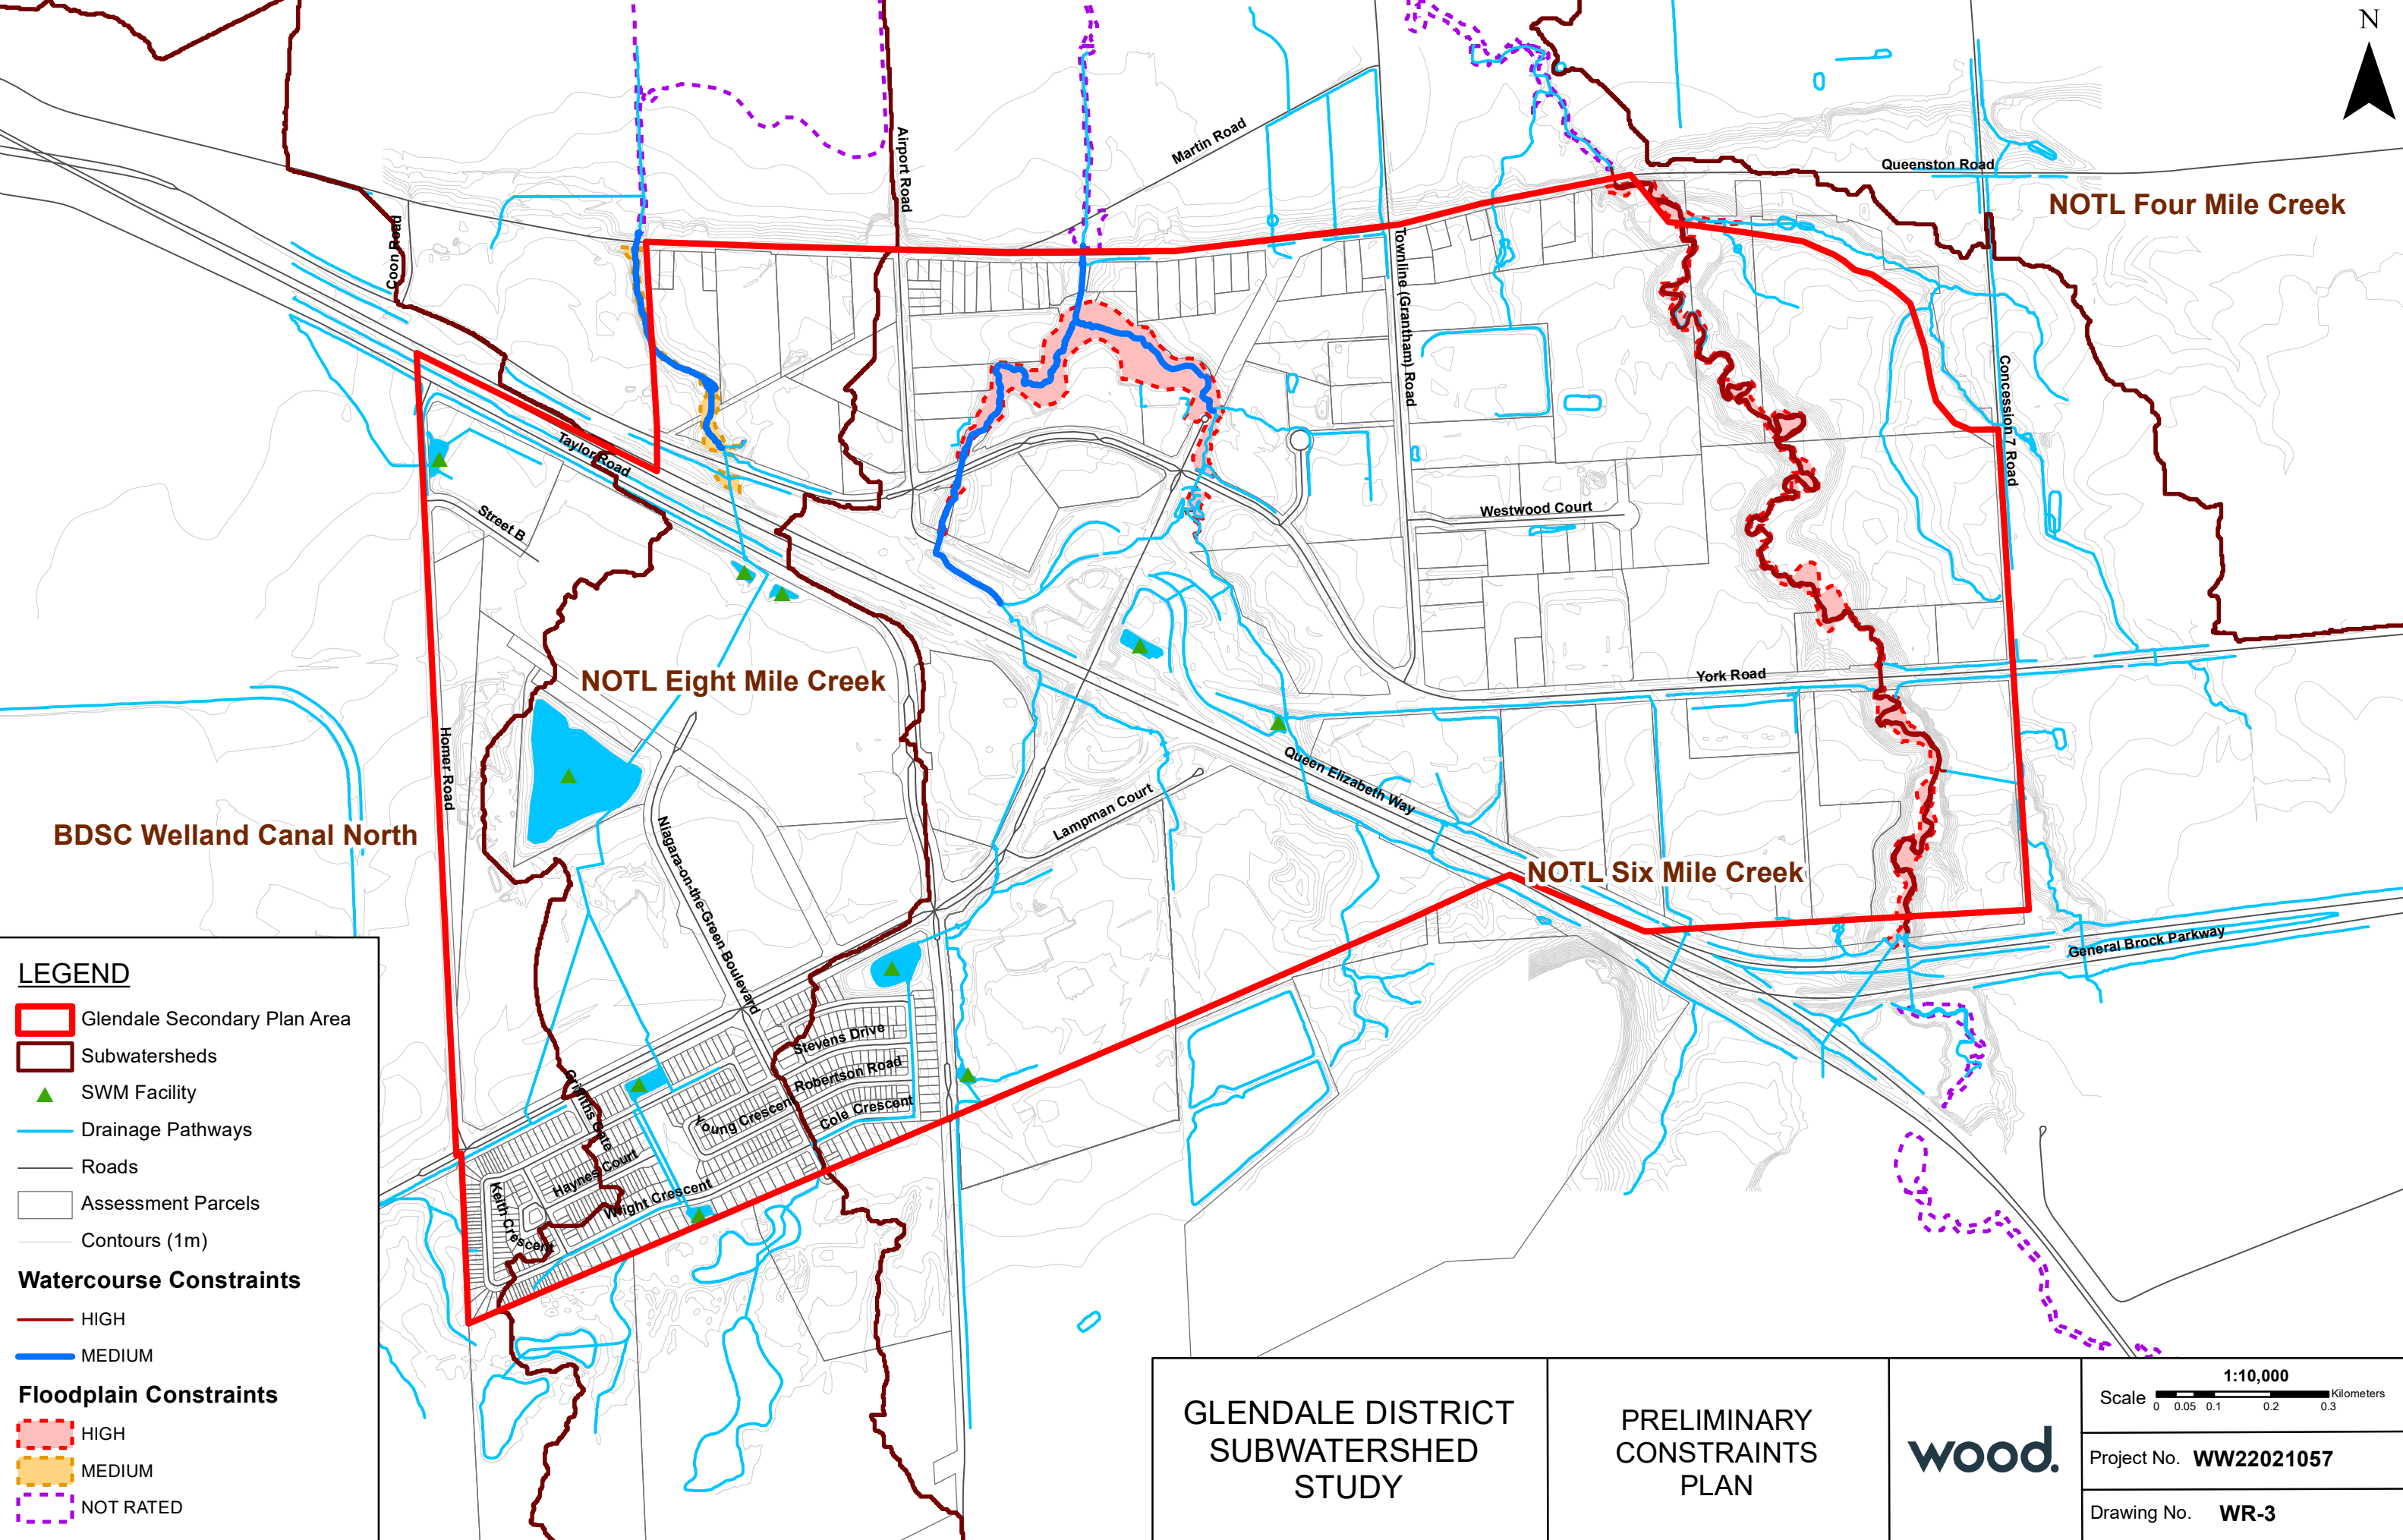 N
Martin Road
Airport Road
Queenston Road
NOTL Four Mile Creek
Coon Road
Townline (Grantham) Road
Concession 7 Road
Taylor Road
Street B
Westwood Court
NOTL Eight Mile Creek
York Road
Homer Road
Queen Elizabeth Way
Lampman Court
BDSC Welland Canal North
Niagara-on-the-Green Boulevard
NOTL Six Mile Creek
General Brock Parkway
Stevens Drive
Robertson Road
Griffiths Gate
Young Crescent
Cole Crescent
Haynes Court
Wright Crescent
Keith Crescent
LEGEND
Glendale Secondary Plan Area
Subwatersheds
SWM Facility
Drainage Pathways
Roads
Assessment Parcels
Contours (1m)
Watercourse Constraints
HIGH
MEDIUM
Floodplain Constraints
HIGH
MEDIUM
NOT RATED
GLENDALE DISTRICT
SUBWATERSHED
STUDY
PRELIMINARY
CONSTRAINTS
PLAN
wood.
1:10,000
Scale
Kilometers
0 0.05 0.1 0.2 0.3
Project No. WW22021057
Drawing No. WR-3